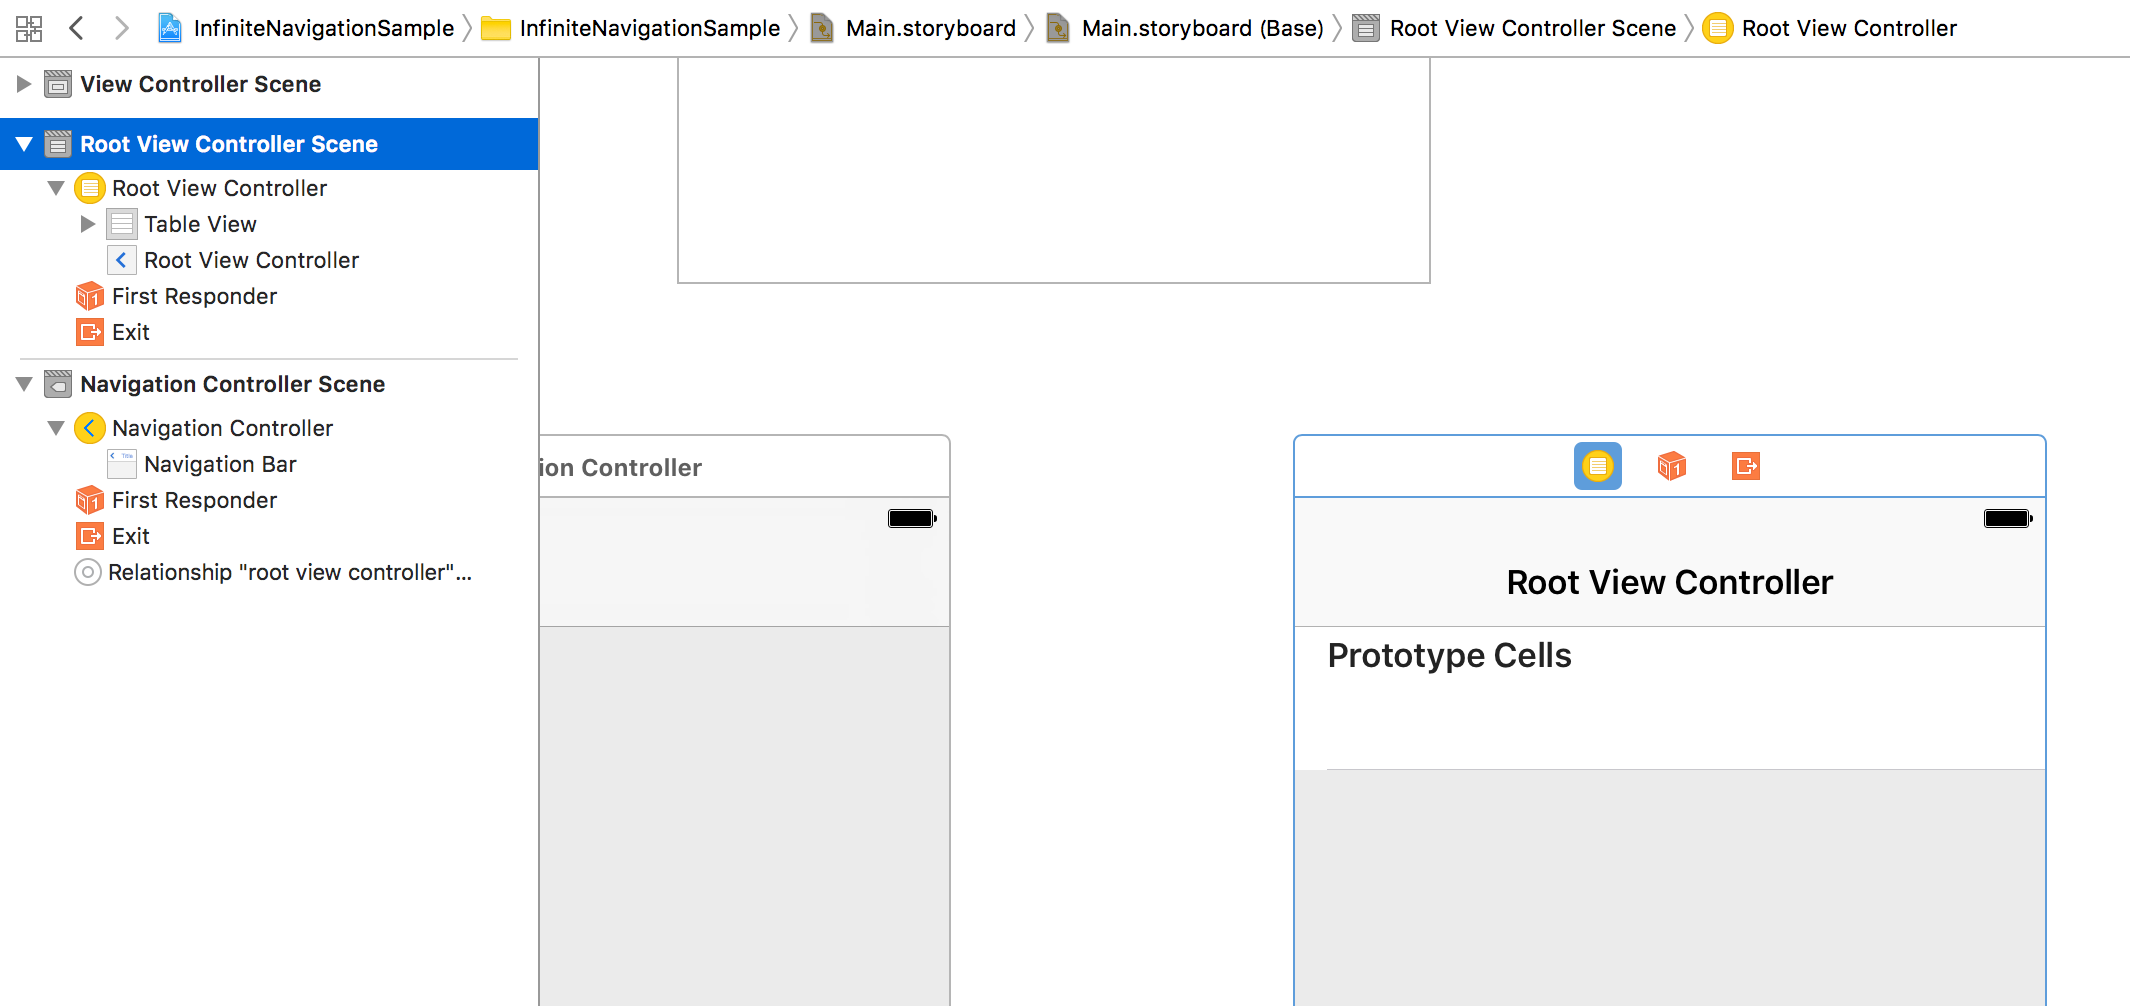 InfiniteNavigationSample InfiniteNavigationSample Main.storyboard Main.storyboard (Base) Root View Controller Scene Root View Controller
View Controller Scene
Root View Controller Scene
Root View Controller
Table View
Root View Controller
First Responder
Exit
Navigation Controller Scene
Navigation Controller
Navigation Bar
First Responder
Exit
Relationship "root view controller"...
ion Controller
Root View Controller
Prototype Cells